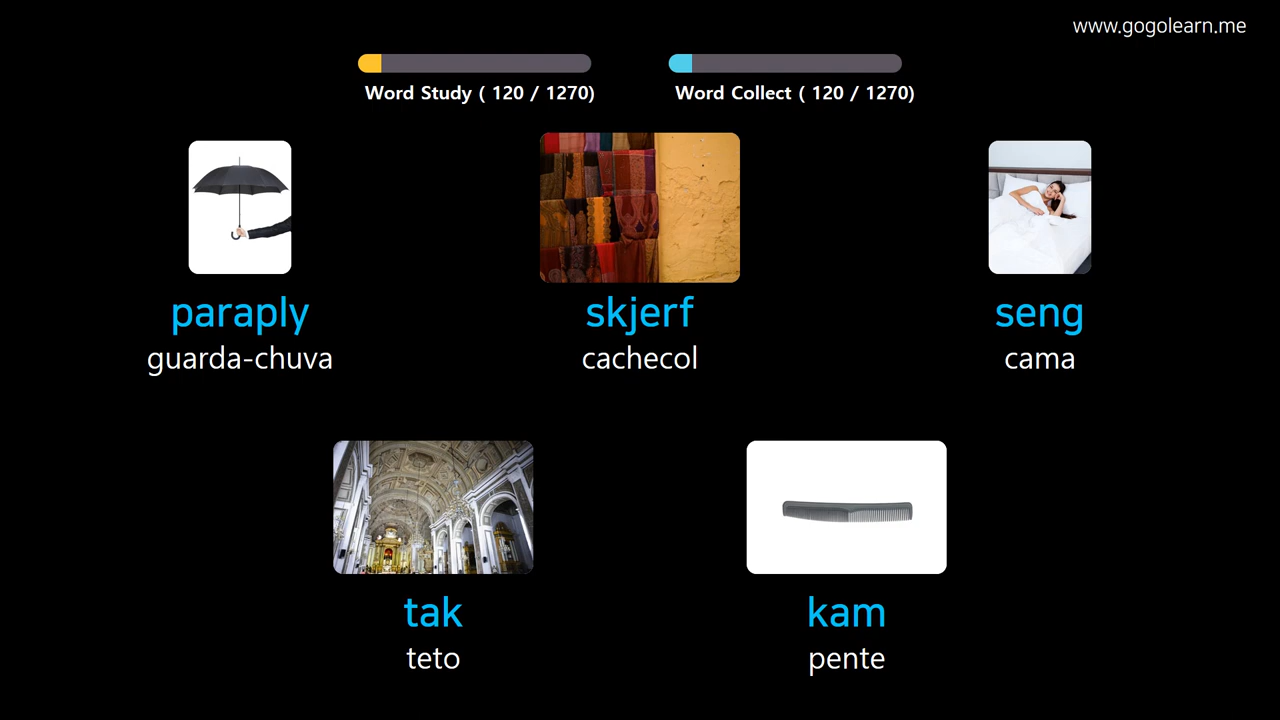 www.gogolearn.me
Word Study ( 120 / 1270)
Word Collect ( 120 / 1270)
paraply
guarda-chuva
skjerf
cachecol
seng
cama
tak
teto
kam
pente